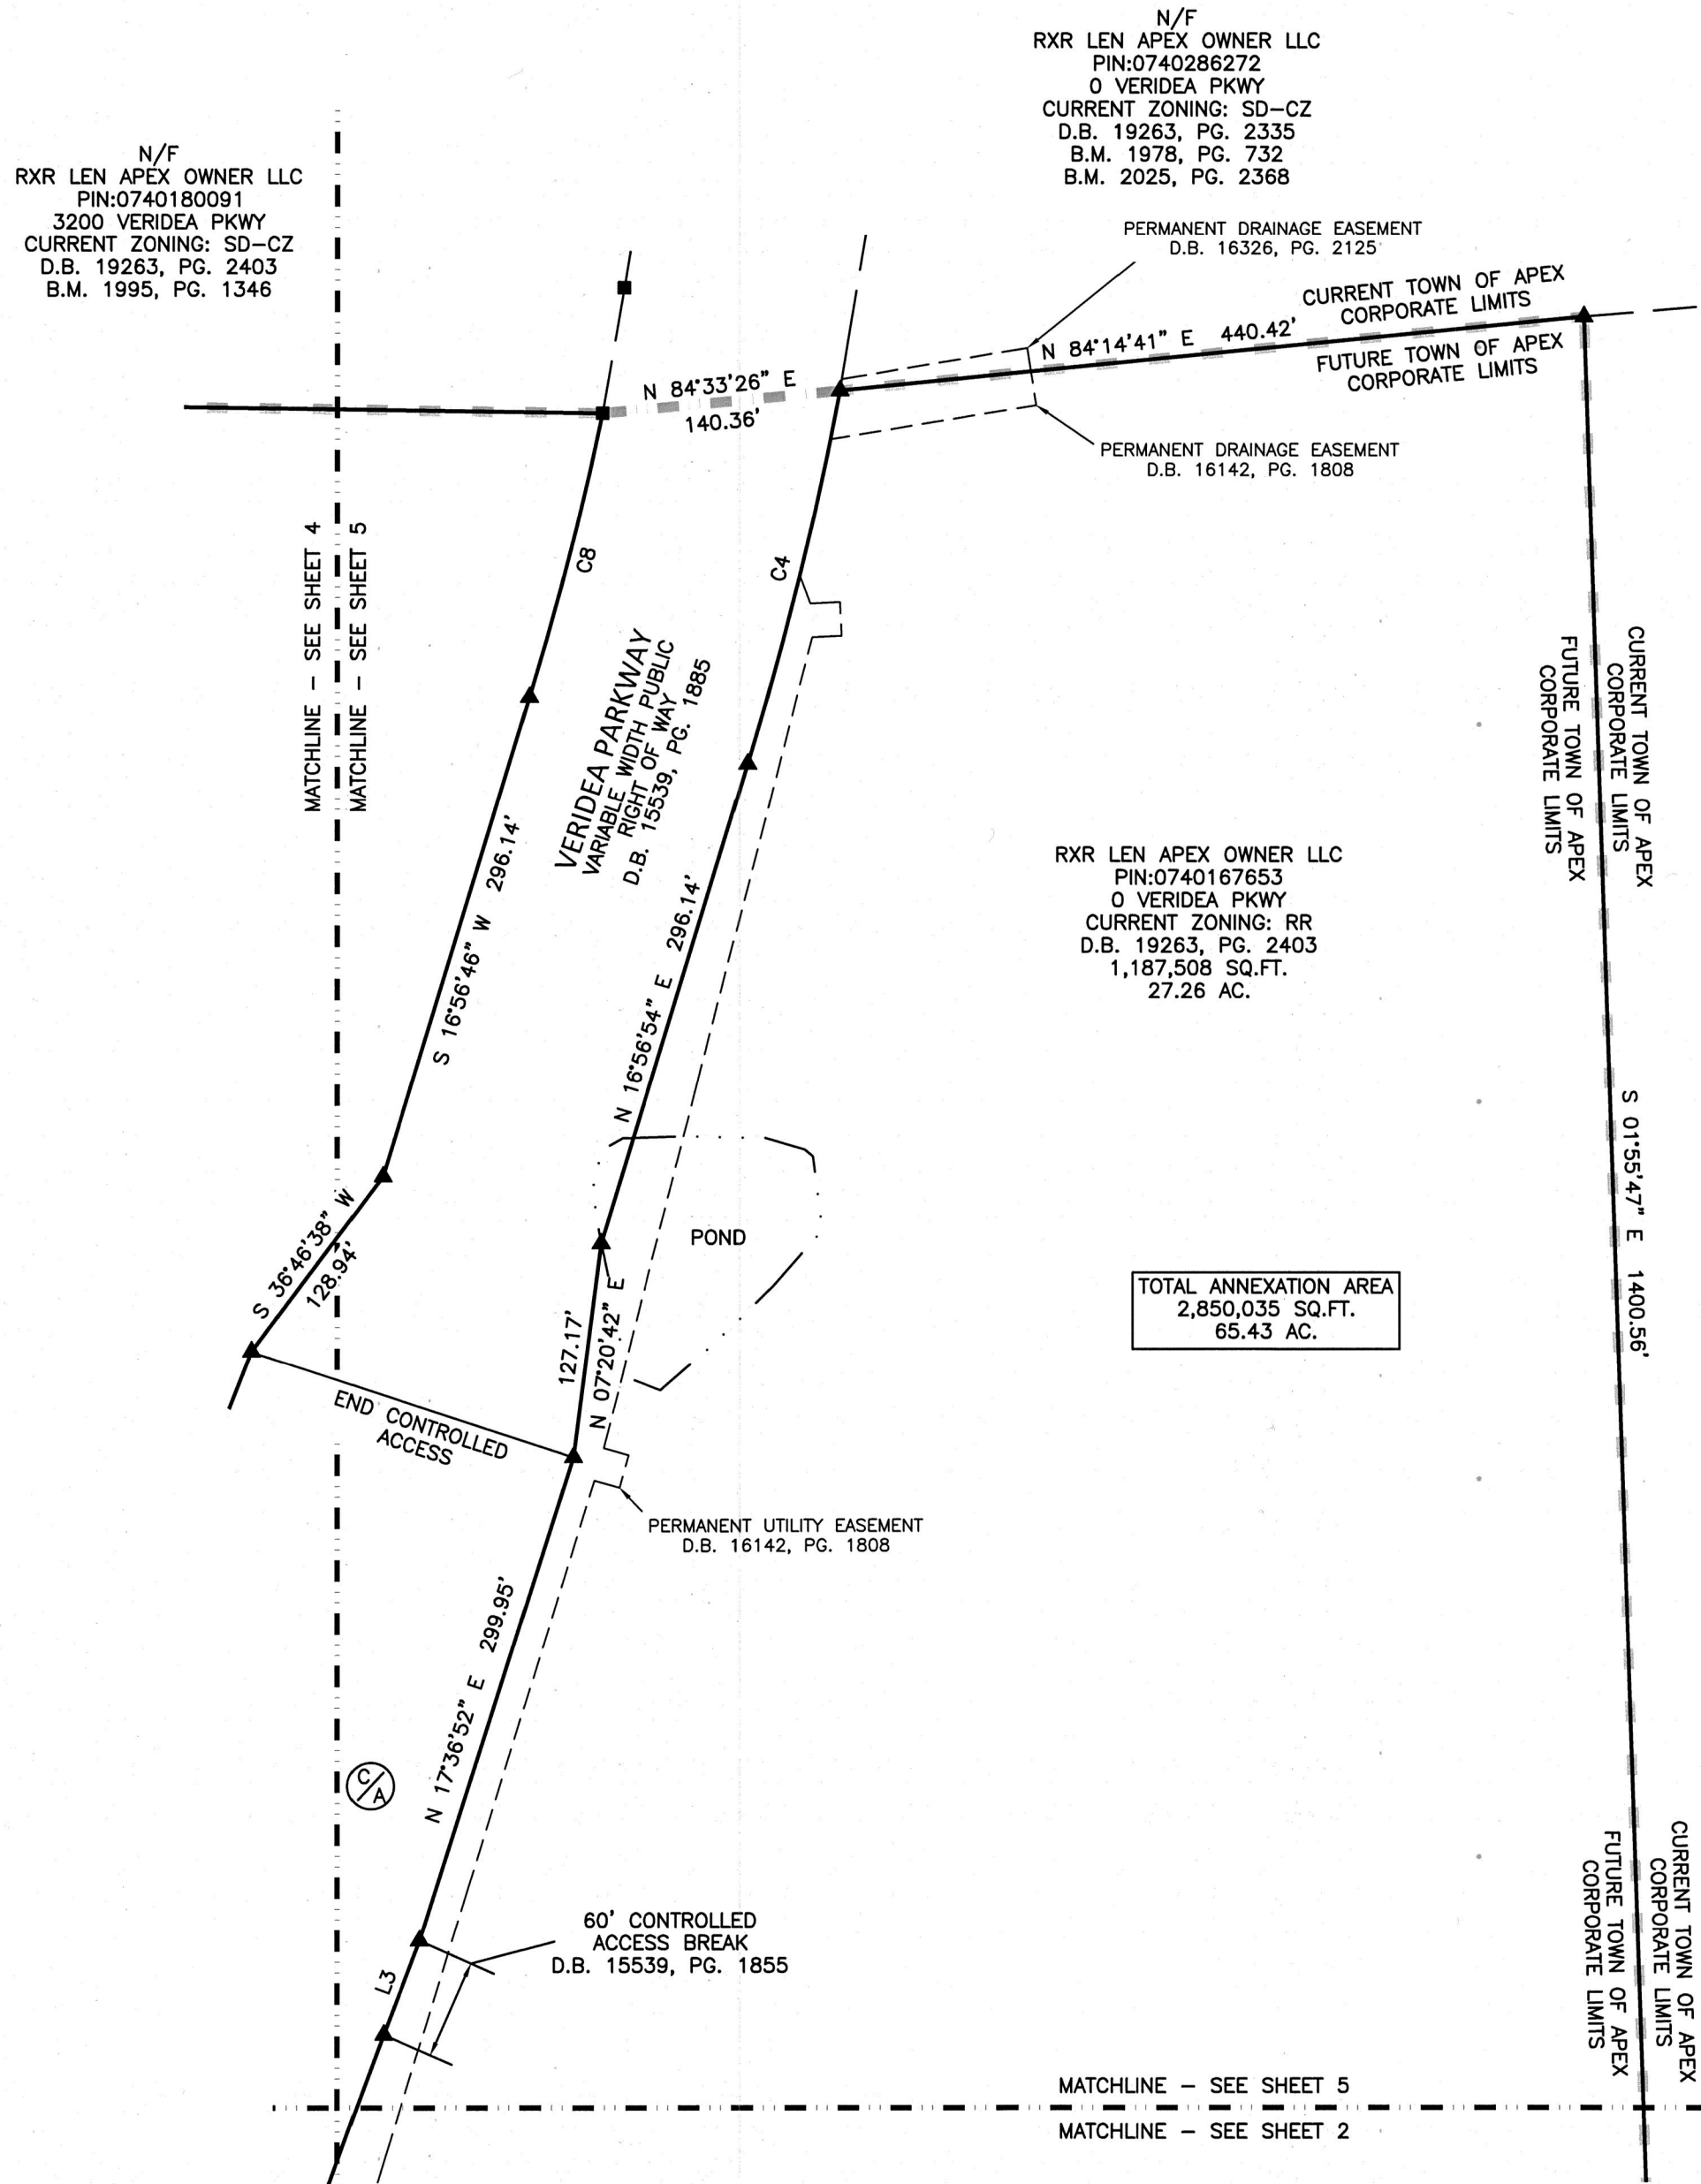 N/F
RXR LEN APEX OWNER LLC
PIN:0740286272
0 VERIDEA PKWY
CURRENT ZONING: SD-CZ
D.B. 19263, PG. 2335
B.M. 1978, PG. 732
B.M. 2025, PG. 2368
N/F
RXR LEN APEX OWNER LLC
PIN:0740180091
3200 VERIDEA PKWY
CURRENT ZONING: SD-CZ
D.B. 19263, PG. 2403
B.M. 1995, PG. 1346
PERMANENT DRAINAGE EASEMENT
D.B. 16326, PG. 2125
CURRENT TOWN OF APEX
CORPORATE LIMITS
N 84°14'41" E 440.42'
FUTURE TOWN OF APEX
CORPORATE LIMITS
N 84°33'26" E
140.36'
PERMANENT DRAINAGE EASEMENT
D.B. 16142, PG. 1808
MATCHLINE - SEE SHEET 4
MATCHLINE - SEE SHEET 5
C8
C4
VERIDEA PARKWAY
VARIABLE WIDTH PUBLIC
RIGHT OF WAY
D.B. 15539, PG. 1885
CURRENT TOWN OF APEX
CORPORATE LIMITS
FUTURE TOWN OF APEX
CORPORATE LIMITS
S 16°56'46" W 296.14'
N 16°56'54" E 296.14'
RXR LEN APEX OWNER LLC
PIN:0740167653
0 VERIDEA PKWY
CURRENT ZONING: RR
D.B. 19263, PG. 2403
1,187,508 SQ.FT.
27.26 AC.
S 01°55'47" E 1400.56'
S 36°46'38" W
128.94'
POND
TOTAL ANNEXATION AREA
2,850,035 SQ.FT.
65.43 AC.
127.17'
N 07°20'42" E
END CONTROLLED
ACCESS
PERMANENT UTILITY EASEMENT
D.B. 16142, PG. 1808
N 17°36'52" E 299.95'
C/A
60' CONTROLLED
ACCESS BREAK
D.B. 15539, PG. 1855
L3
CURRENT TOWN OF APEX
CORPORATE LIMITS
FUTURE TOWN OF APEX
CORPORATE LIMITS
MATCHLINE - SEE SHEET 5
MATCHLINE - SEE SHEET 2